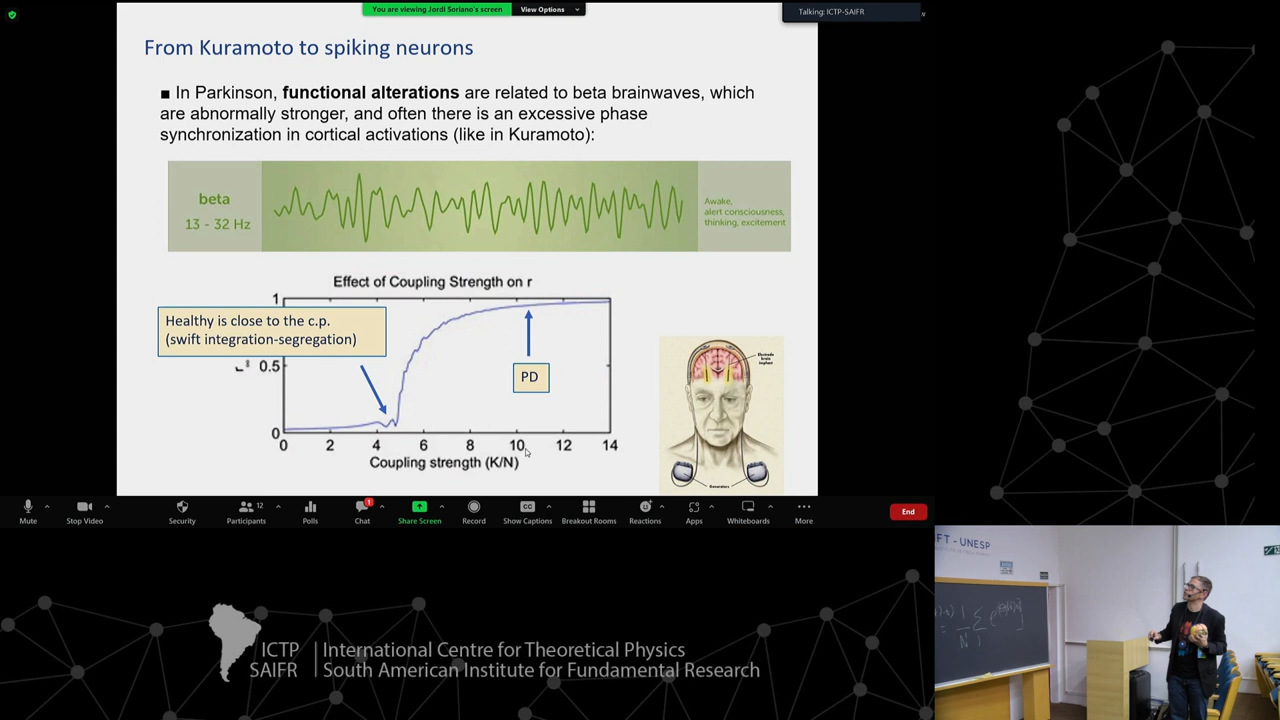 You are viewing Jordi Soriano's screen
View Options
Talking: ICTP-SAIFR
From Kuramoto to spiking neurons
■ In Parkinson, functional alterations are related to beta brainwaves, which
are abnormally stronger, and often there is an excessive phase
synchronization in cortical activations (like in Kuramoto):
beta
13 - 32 Hz
Awake,
alert consciousness,
thinking, excitement
Effect of Coupling Strength on r
1
Healthy is close to the c.p.
(swift integration-segregation)
0.5
PD
0
0 2 4 6 8 10 12 14
Coupling strength (K/N)
Electrode
brain
implant
Generators
Mute
Stop Video
Security
Participants
12
Polls
Chat
1
Share Screen
Record
CC
Show Captions
Breakout Rooms
Reactions
Apps
Whiteboards
More
End
IFT - UNESP
ICTP
SAIFR
International Centre for Theoretical Physics
South American Institute for Fundamental Research